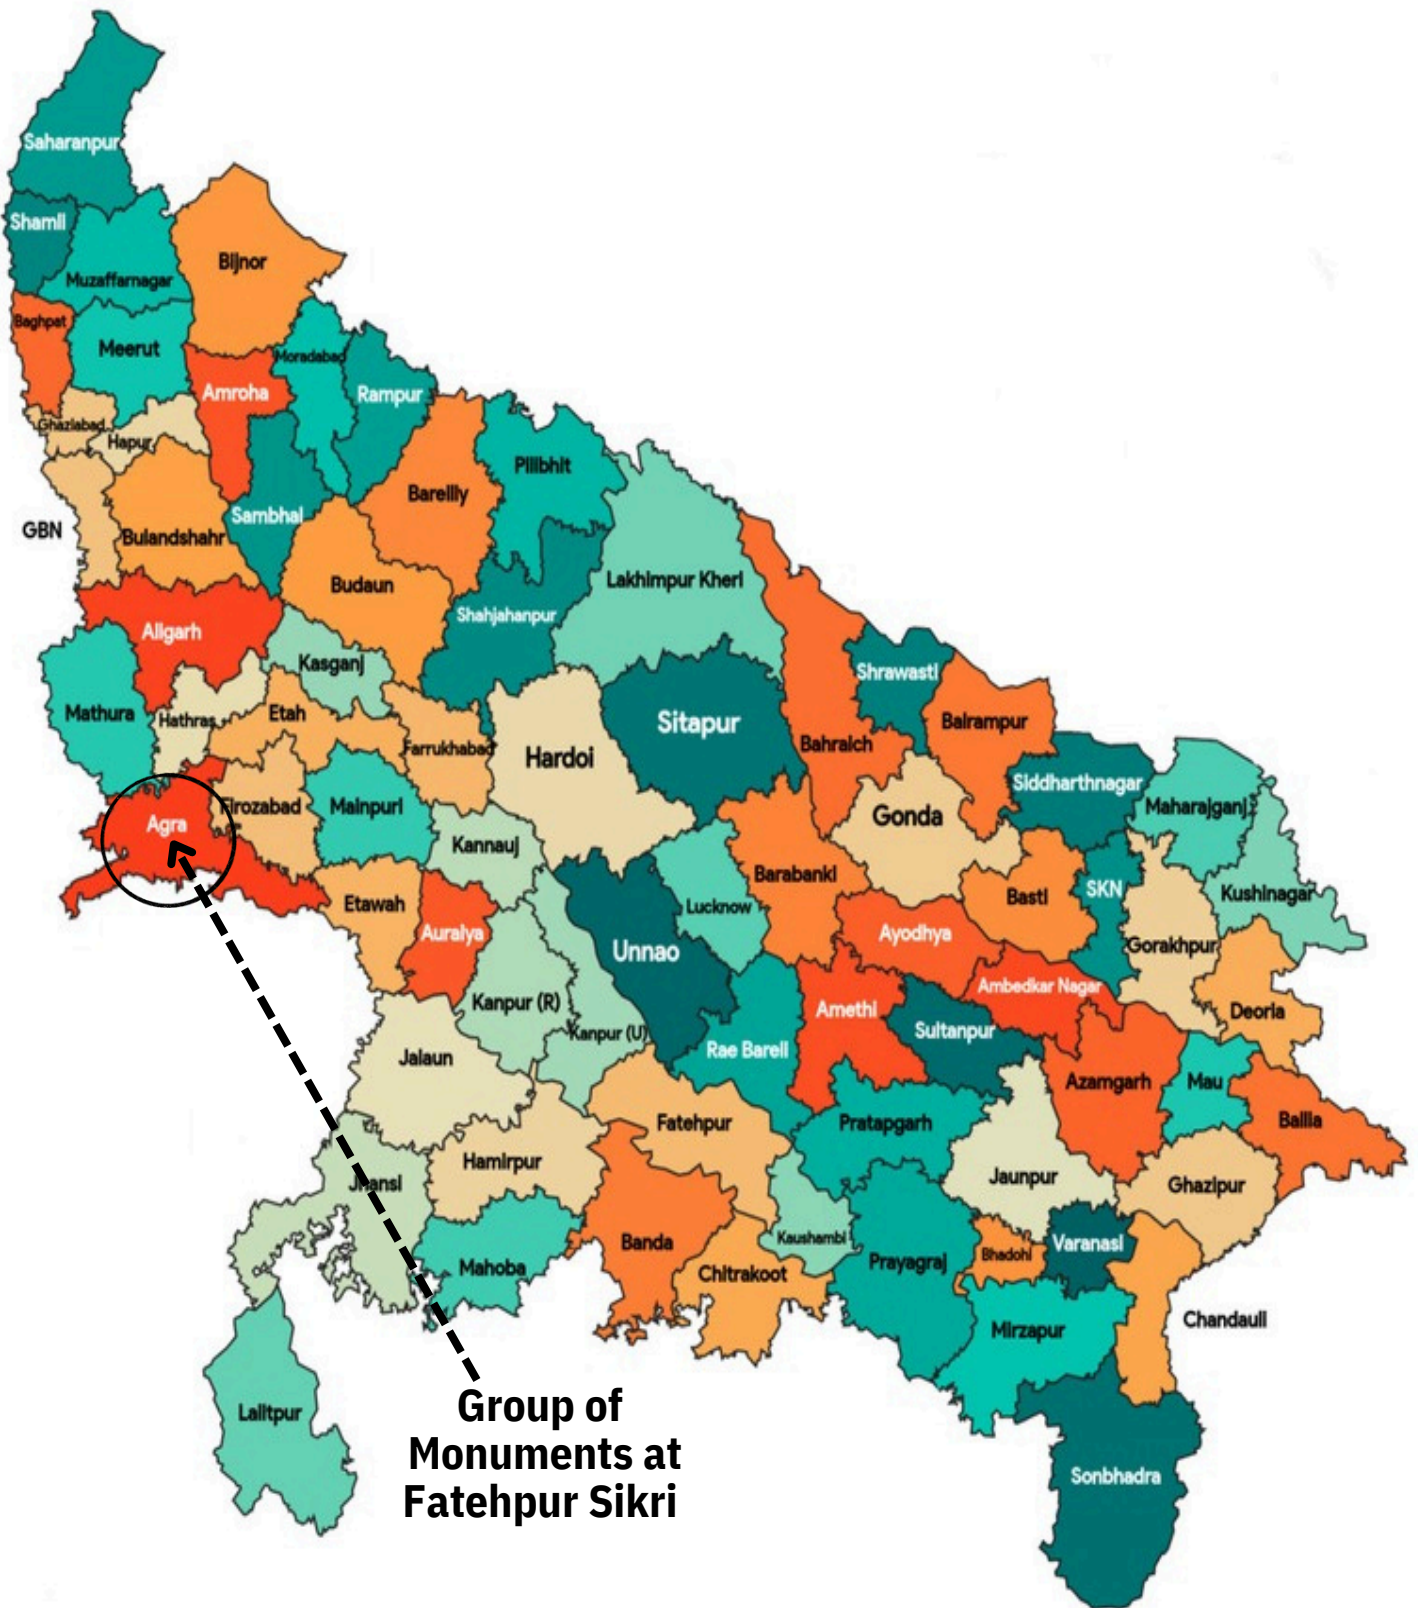 Saharanpur
Shamli
Muzaffarnagar
Bijnor
Baghpat
Meerut
Moradabad
Amroha
Rampur
Ghaziabad
Hapur
Pilibhit
Bareilly
Sambhal
GBN
Bulandshahr
Budaun
Lakhimpur Kheri
Shahjahanpur
Aligarh
Kasganj
Shrawasti
Mathura
Hathras
Etah
Sitapur
Balrampur
Farrukhabad
Hardoi
Bahraich
Siddharthnagar
Firozabad
Mainpuri
Maharajganj
Agra
Gonda
Kannauj
Barabanki
SKN
Kushinagar
Etawah
Lucknow
Basti
Auraiya
Ayodhya
Unnao
Gorakhpur
Ambedkar Nagar
Kanpur (R)
Amethi
Deoria
Kanpur (U)
Sultanpur
Jalaun
Rae Bareli
Azamgarh
Mau
Fatehpur
Pratapgarh
Ballia
Hamirpur
Jhansi
Jaunpur
Ghazipur
Kaushambi
Banda
Varanasi
Bhadohi
Mahoba
Chitrakoot
Prayagraj
Mirzapur
Chandauli
Lalitpur
Group of
Monuments at
Fatehpur Sikri
Sonbhadra